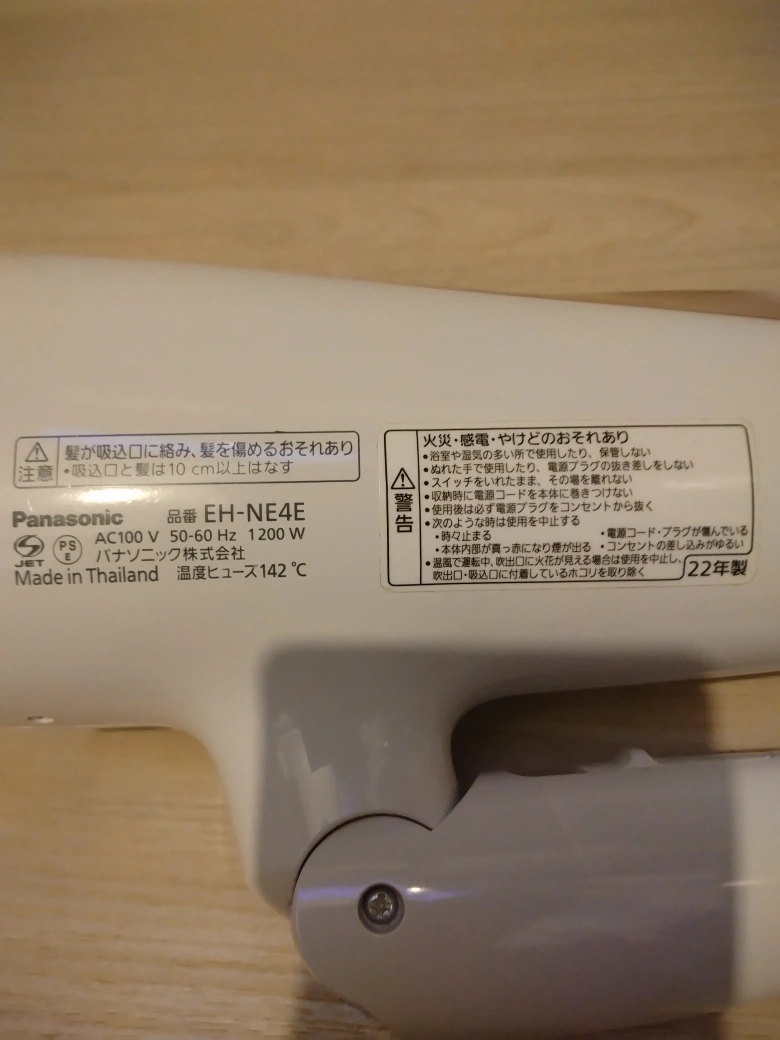 注意
髪が吸込口に絡み、髪を傷めるおそれあり
・吸込口と髪は10 cm以上はなす
Panasonic 品番 EH-NE4E
JET PS E AC100 V 50-60 Hz 1200 W
パナソニック株式会社
Made in Thailand 温度ヒューズ142 ℃
警告
火災・感電・やけどのおそれあり
•浴室や湿気の多い所で使用したり、保管しない
•ぬれた手で使用したり、電源プラグの抜き差しをしない
•スイッチをいれたまま、その場を離れない
•収納時に電源コードを本体に巻きつけない
•使用後は必ず電源プラグをコンセントから抜く
•次のような時は使用を中止する
・時々止まる ・電源コード・プラグが傷んでいる
・本体内部が真っ赤になり煙が出る ・コンセントの差し込みがゆるい
•温風で運転中、吹出口に火花が見える場合は使用を中止し、
吹出口・吸込口に付着しているホコリを取り除く
22年製